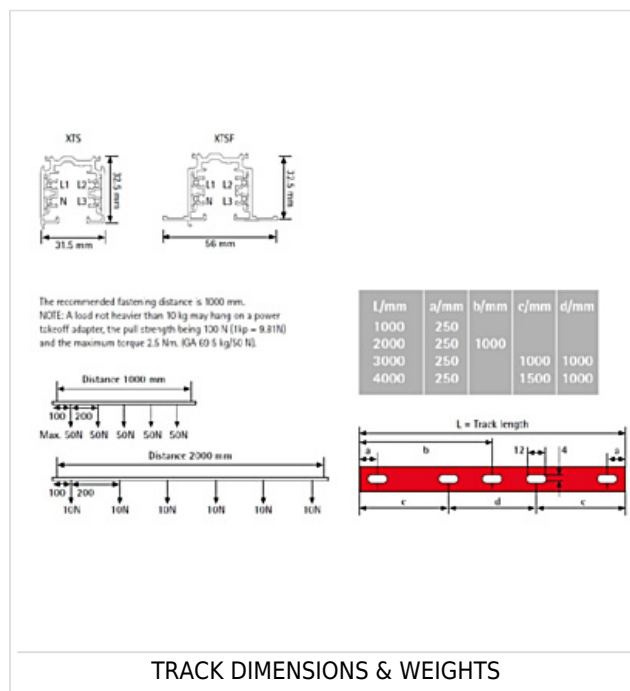 XTS
XTSF
L1 L2
N L3
32.5 mm
31.5 mm
L1 L2
N L3
32.5 mm
56 mm
The recommended fastening distance is 1000 mm.
NOTE: A load not heavier than 10 kg may hang on a power
takeoff adapter, the pull strength being 100 N (1kp = 9.81N)
and the maximum torque 2.5 Nm. (GA 69 5 kg/50 N).
L/mm a/mm b/mm c/mm d/mm
1000 250
2000 250 1000
3000 250 1000 1000
4000 250 1500 1000
Distance 1000 mm
100 200
Max. 50N 50N 50N 50N 50N
Distance 2000 mm
100 200
10N 10N 10N 10N 10N 10N
L = Track length
a b 12 4 a
c d c
TRACK DIMENSIONS & WEIGHTS